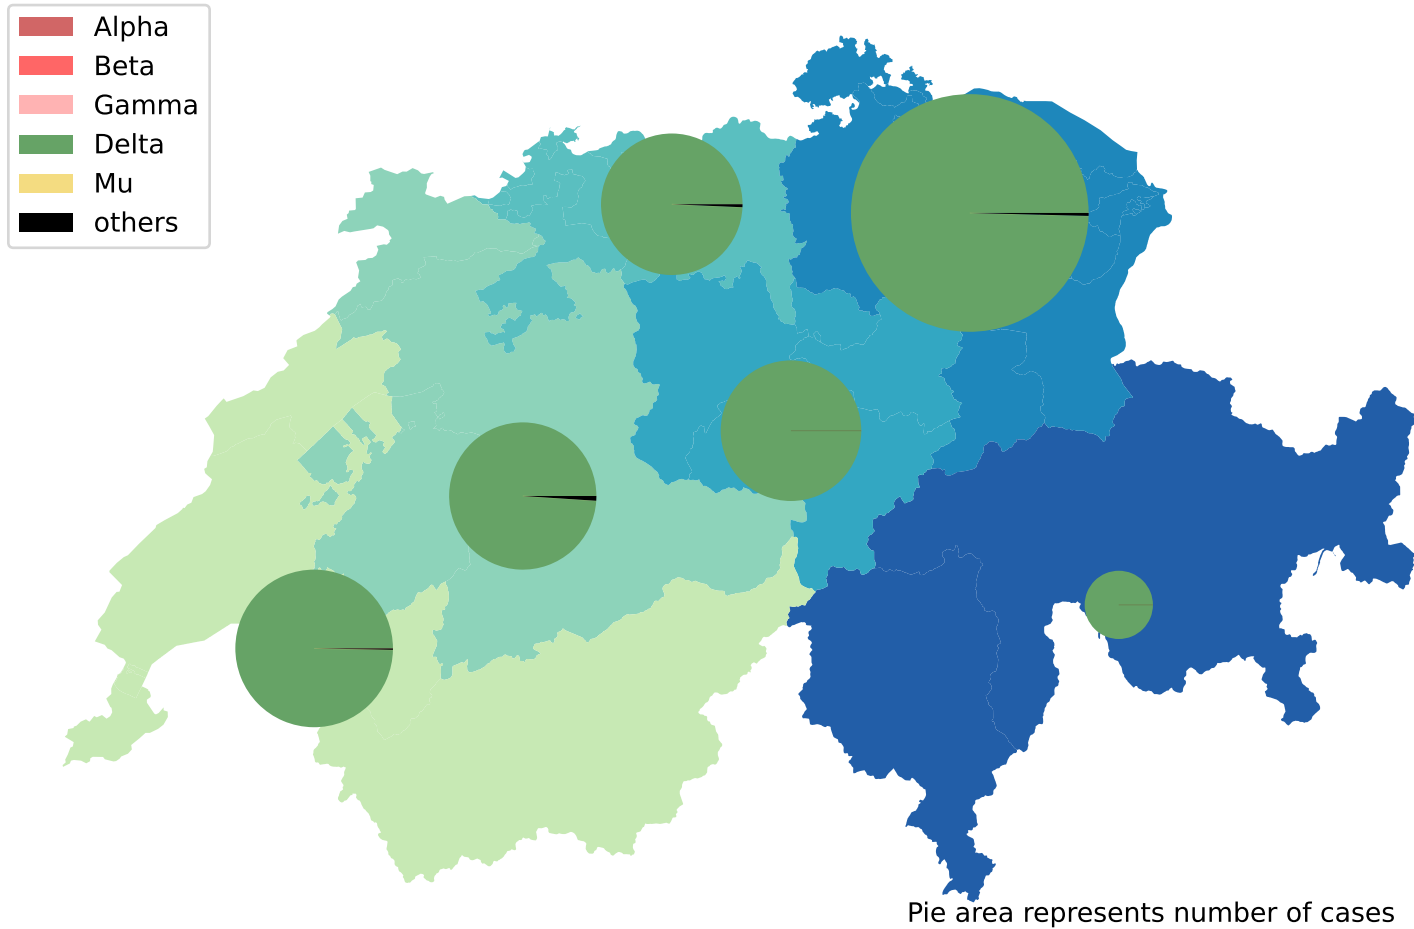 Alpha
Beta
Gamma
Delta
Mu
others
Pie area represents number of cases